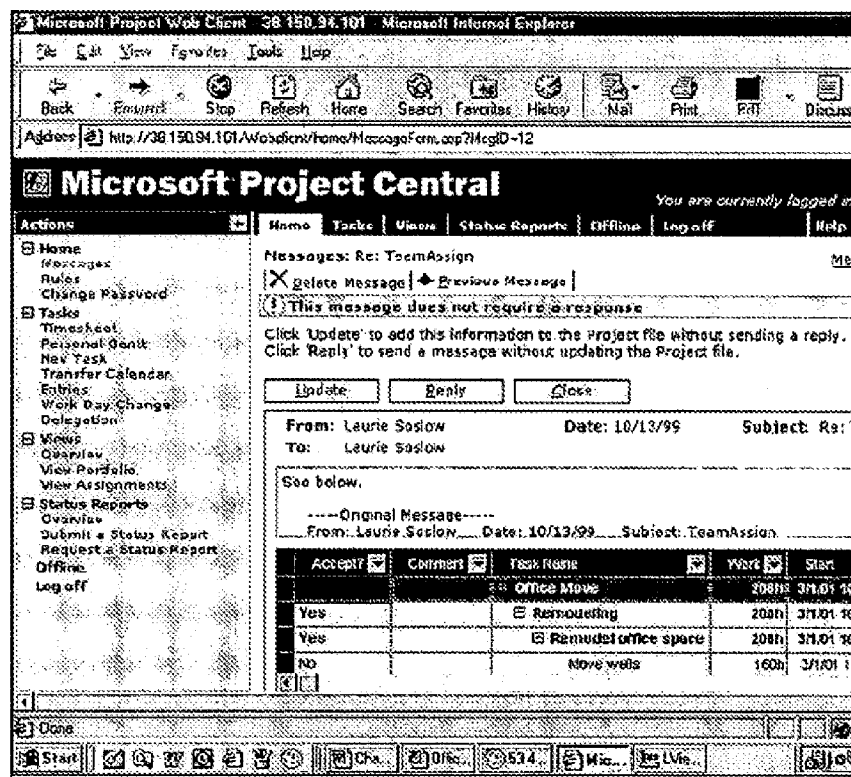 Microsoft Project Web Client - 38.150.94.101 - Microsoft Internet Explorer
File Edit View Favorites Tools Help
Back Forward Stop Refresh Home Search Favorites History Mail Print Edit Discuss
Address http://38.150.94.101/Webclient/home/MessageForm.asp?MsgID=12
Microsoft Project Central
You are currently logged
Actions
Home Tasks Views Status Reports Offline Log off Help
Home
Messages
Rules
Change Password
Tasks
Timesheet
Personal Gantt
New Task
Transfer Calendar
Entries
Work Day Change
Delegation
Views
Overview
View Portfolio
View Assignments
Status Reports
Overview
Submit a Status Report
Request a Status Report
Offline
Log off
Messages: Re: TeamAssign
Me
Delete Message Previous Message
This message does not require a response
Click 'Update' to add this information to the Project file without sending a reply.
Click 'Reply' to send a message without updating the Project file.
Update Reply Close
From: Laurie Soslow Date: 10/13/99 Subject: Re:
To: Laurie Soslow
See below.
-----Original Message-----
From: Laurie Soslow Date: 10/13/99 Subject: TeamAssign
Accept? Comment Task Name Work Start
Office Move 208h 3/1/01
Yes Remodeling 208h 3/1/01
Yes Remodel office space 208h 3/1/01
No Move walls 160h 3/1/01
Done
Start Cha... Offic... 534... Mic... LVie...